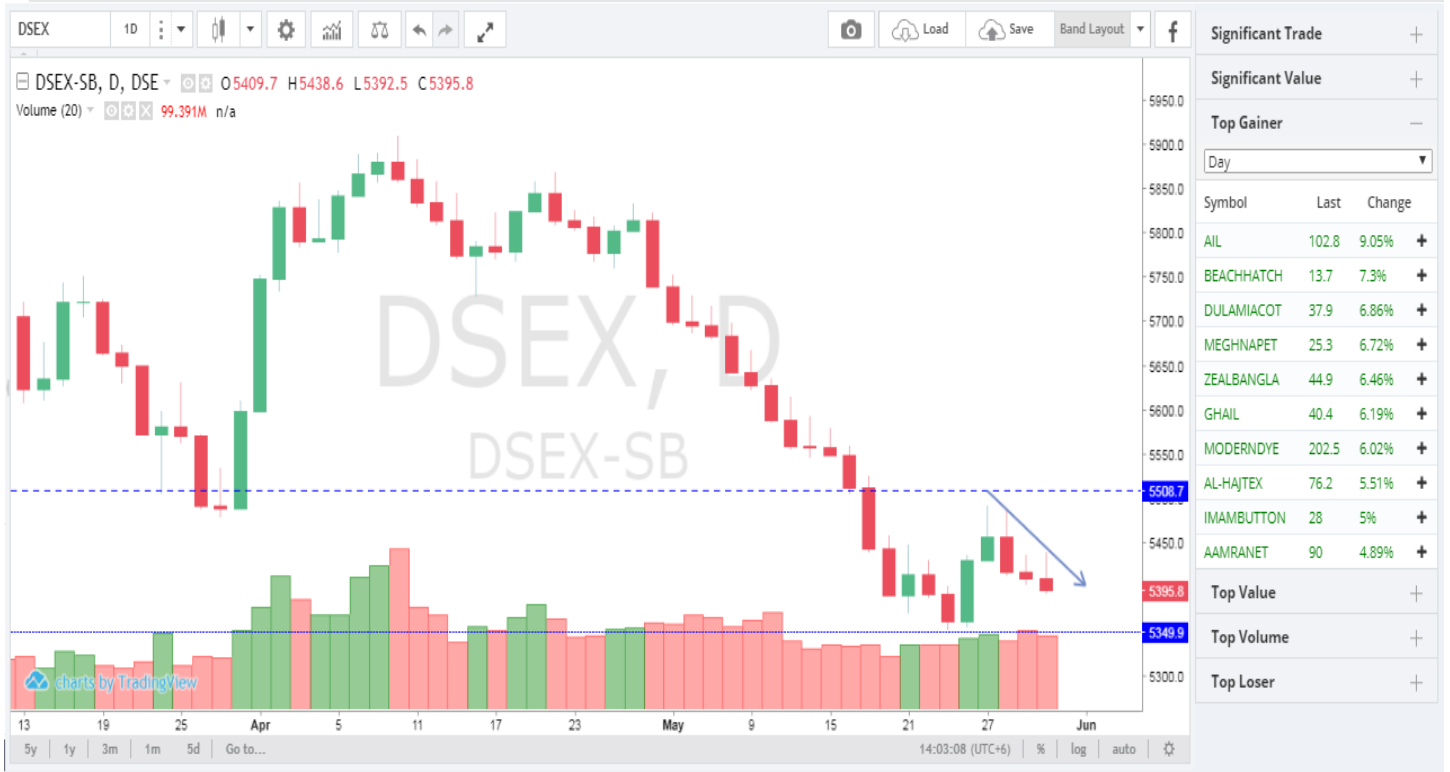 DSEX 1D Load Save Band Layout f
DSEX-SB, D, DSE O5409.7 H5438.6 L5392.5 C5395.8
Volume (20) 99.391M n/a
DSEX, D
DSEX-SB
5950.0
5900.0
5850.0
5800.0
5750.0
5700.0
5650.0
5600.0
5550.0
5508.7
5450.0
5395.8
5349.9
5300.0
charts by TradingView
13 19 25 Apr 5 11 17 23 May 9 15 21 27 Jun
5y 1y 3m 1m 5d Go to... 14:03:08 (UTC+6) % log auto
Significant Trade
Significant Value
Top Gainer
Day
Symbol Last Change
AIL 102.8 9.05%
BEACHHATCH 13.7 7.3%
DULAMIACOT 37.9 6.86%
MEGHNAPET 25.3 6.72%
ZEALBANGLA 44.9 6.46%
GHAIL 40.4 6.19%
MODERNDYE 202.5 6.02%
AL-HAJTEX 76.2 5.51%
IMAMBUTTON 28 5%
AAMRANET 90 4.89%
Top Value
Top Volume
Top Loser